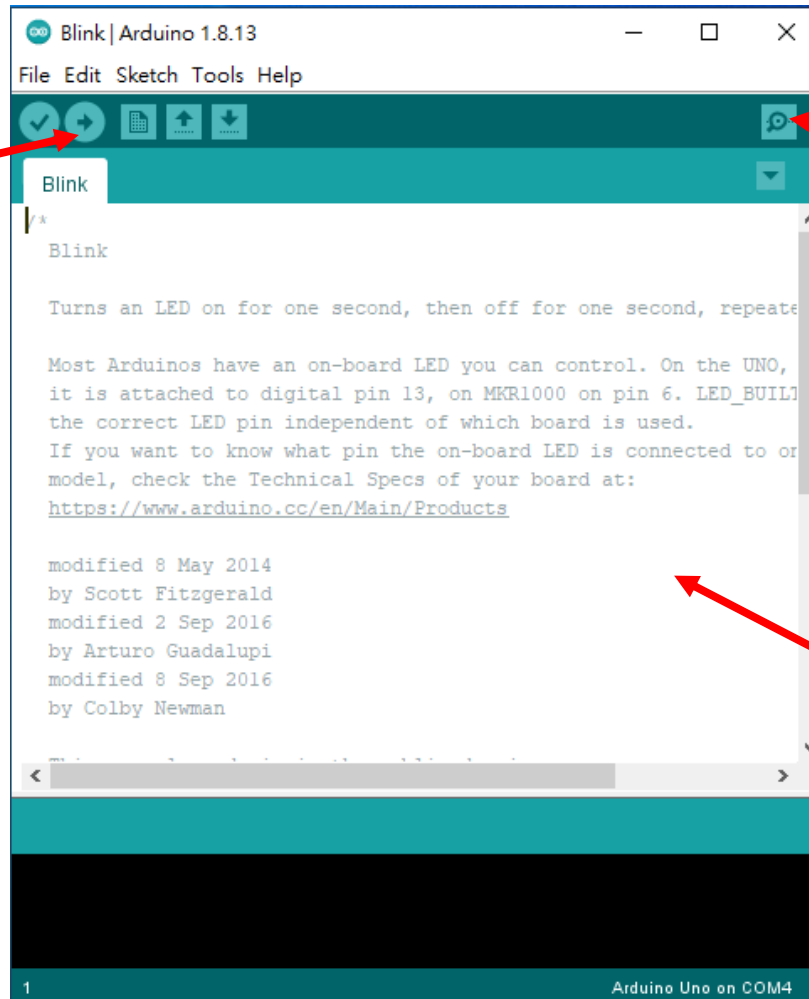 Blink | Arduino 1.8.13
File Edit Sketch Tools Help
Blink
/*
Blink
Turns an LED on for one second, then off for one second, repeate
Most Arduinos have an on-board LED you can control. On the UNO,
it is attached to digital pin 13, on MKR1000 on pin 6. LED_BUILT
the correct LED pin independent of which board is used.
If you want to know what pin the on-board LED is connected to on
model, check the Technical Specs of your board at:
https://www.arduino.cc/en/Main/Products
modified 8 May 2014
by Scott Fitzgerald
modified 2 Sep 2016
by Arturo Guadalupi
modified 8 Sep 2016
by Colby Newman
1
Arduino Uno on COM4